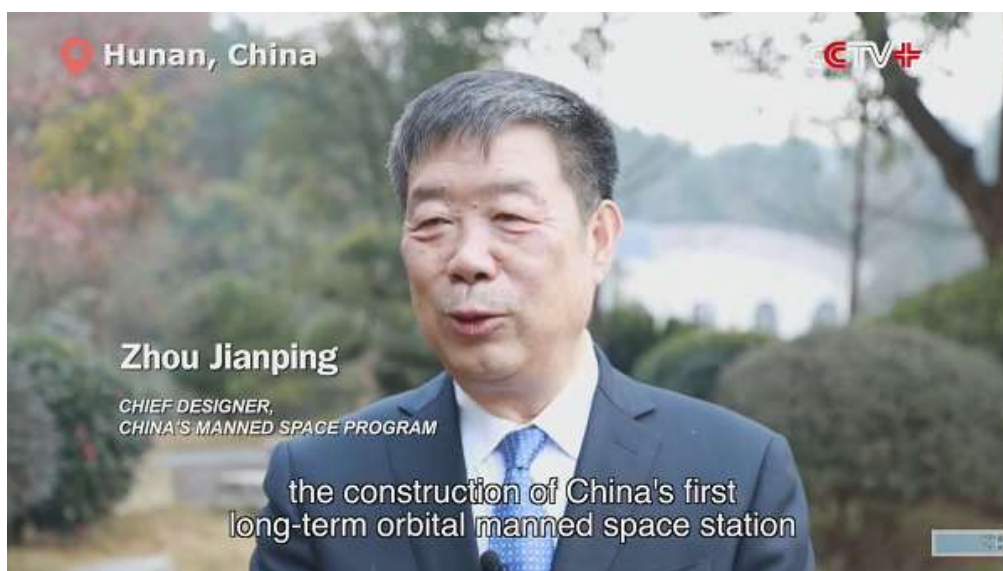 Hunan, China
CCTV+
Zhou Jianping
CHIEF DESIGNER,
CHINA'S MANNED SPACE PROGRAM
the construction of China's first
long-term orbital manned space station